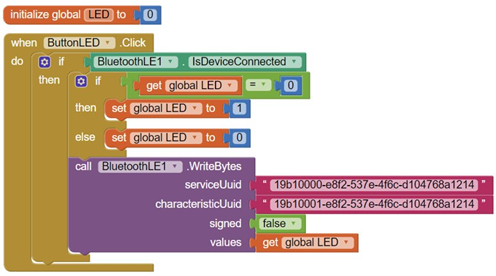 initialize global LED to 0
when ButtonLED .Click
do if BluetoothLE1 . IsDeviceConnected
then if get global LED = 0
then set global LED to 1
else set global LED to 0
call BluetoothLE1 .WriteBytes
serviceUuid "19b10000-e8f2-537e-4f6c-d104768a1214"
characteristicUuid "19b10001-e8f2-537e-4f6c-d104768a1214"
signed false
values get global LED